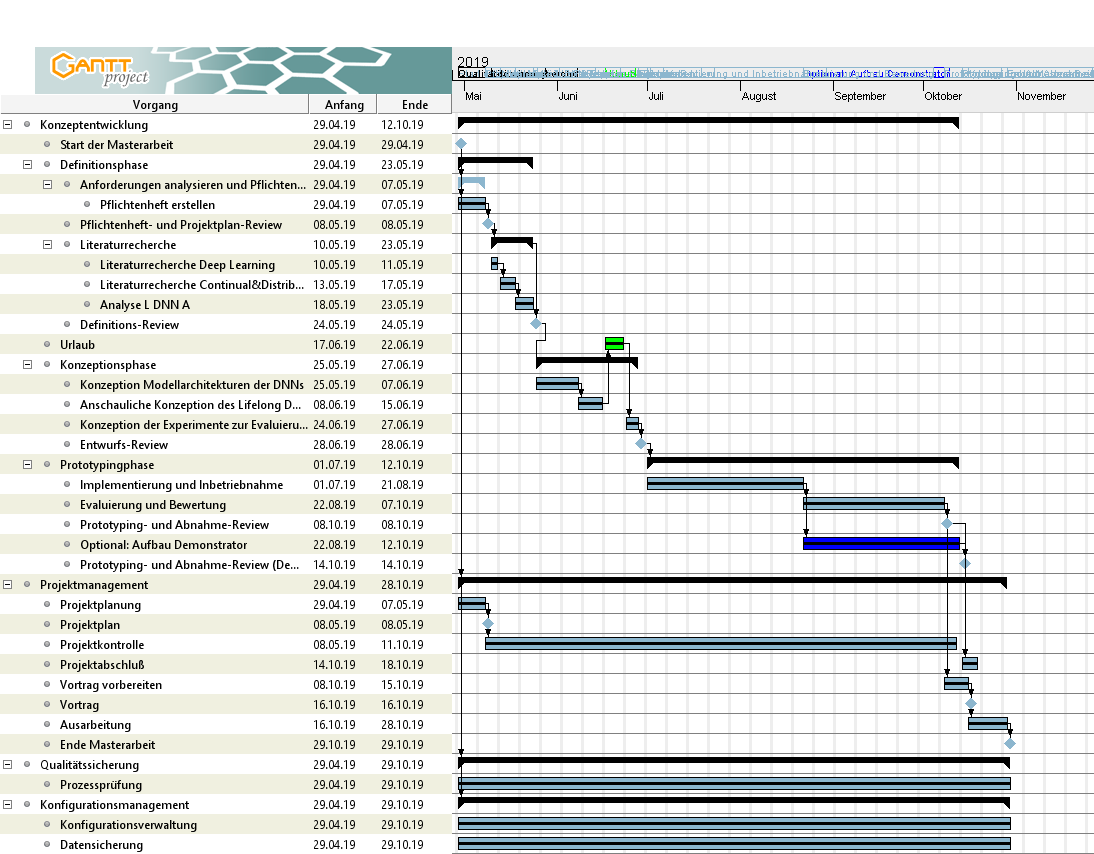 GANTT
project
2019
Vorgang Anfang Ende Mai Juni Juli August September Oktober November
Konzeptentwicklung 29.04.19 12.10.19
Start der Masterarbeit 29.04.19 29.04.19
Definitionsphase 29.04.19 23.05.19
Anforderungen analysieren und Pflichten... 29.04.19 07.05.19
Pflichtenheft erstellen 29.04.19 07.05.19
Pflichtenheft- und Projektplan-Review 08.05.19 08.05.19
Literaturrecherche 10.05.19 23.05.19
Literaturrecherche Deep Learning 10.05.19 11.05.19
Literaturrecherche Continual&Distrib... 13.05.19 17.05.19
Analyse L DNN A 18.05.19 23.05.19
Definitions-Review 24.05.19 24.05.19
Urlaub 17.06.19 22.06.19
Konzeptionsphase 25.05.19 27.06.19
Konzeption Modellarchitekturen der DNNs 25.05.19 07.06.19
Anschauliche Konzeption des Lifelong D... 08.06.19 15.06.19
Konzeption der Experimente zur Evaluieru... 24.06.19 27.06.19
Entwurfs-Review 28.06.19 28.06.19
Prototypingphase 01.07.19 12.10.19
Implementierung und Inbetriebnahme 01.07.19 21.08.19
Evaluierung und Bewertung 22.08.19 07.10.19
Prototyping- und Abnahme-Review 08.10.19 08.10.19
Optional: Aufbau Demonstrator 22.08.19 12.10.19
Prototyping- und Abnahme-Review (De... 14.10.19 14.10.19
Projektmanagement 29.04.19 28.10.19
Projektplanung 29.04.19 07.05.19
Projektplan 08.05.19 08.05.19
Projektkontrolle 08.05.19 11.10.19
Projektabschluß 14.10.19 18.10.19
Vortrag vorbereiten 08.10.19 15.10.19
Vortrag 16.10.19 16.10.19
Ausarbeitung 16.10.19 28.10.19
Ende Masterarbeit 29.10.19 29.10.19
Qualitätssicherung 29.04.19 29.10.19
Prozessprüfung 29.04.19 29.10.19
Konfigurationsmanagement 29.04.19 29.10.19
Konfigurationsverwaltung 29.04.19 29.10.19
Datensicherung 29.04.19 29.10.19